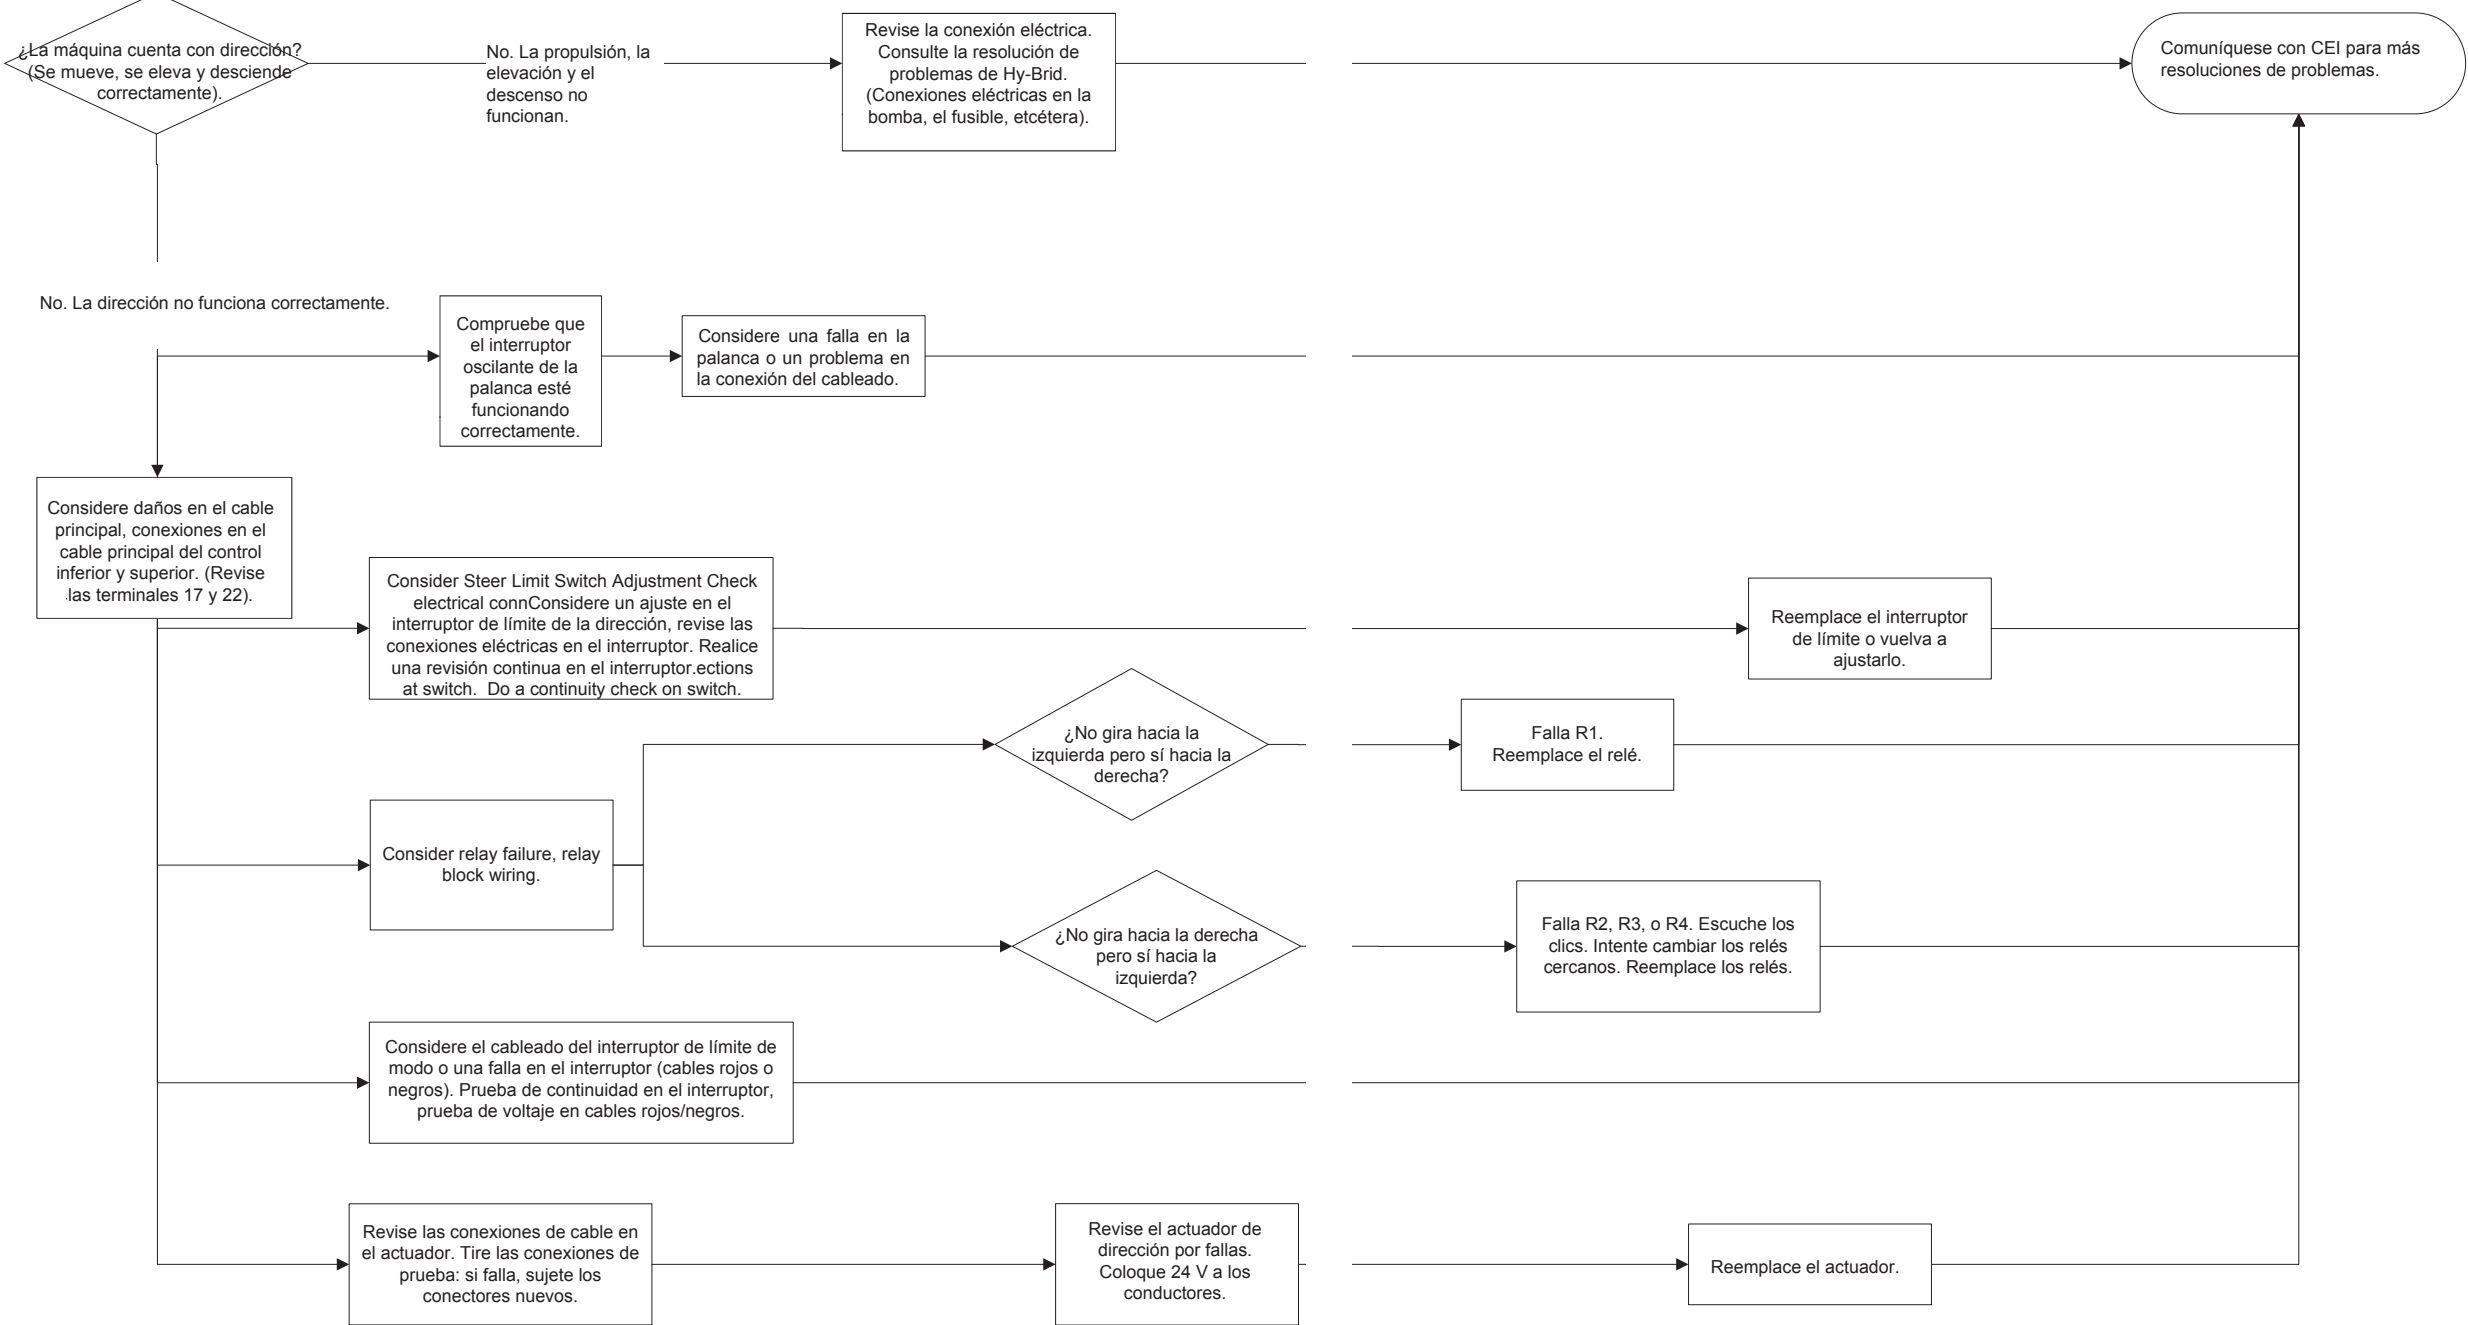 ¿La máquina cuenta con dirección?
(Se mueve, se eleva y desciende
correctamente).
No. La propulsión, la
elevación y el
descenso no
funcionan.
Revise la conexión eléctrica.
Consulte la resolución de
problemas de Hy-Brid.
(Conexiones eléctricas en la
bomba, el fusible, etcétera).
Comuníquese con CEI para más
resoluciones de problemas.
No. La dirección no funciona correctamente.
Compruebe que
el interruptor
oscilante de la
palanca esté
funcionando
correctamente.
Considere una falla en la
palanca o un problema en
la conexión del cableado.
Considere daños en el cable
principal, conexiones en el
cable principal del control
inferior y superior. (Revise
las terminales 17 y 22).
Consider Steer Limit Switch Adjustment Check
electrical connConsidere un ajuste en el
interruptor de límite de la dirección, revise las
conexiones eléctricas en el interruptor. Realice
una revisión continua en el interruptor.ections
at switch.  Do a continuity check on switch.
Reemplace el interruptor
de límite o vuelva a
ajustarlo.
¿No gira hacia la
izquierda pero sí hacia la
derecha?
Falla R1.
Reemplace el relé.
Consider relay failure, relay
block wiring.
¿No gira hacia la derecha
pero sí hacia la
izquierda?
Falla R2, R3, o R4. Escuche los
clics. Intente cambiar los relés
cercanos. Reemplace los relés.
Considere el cableado del interruptor de límite de
modo o una falla en el interruptor (cables rojos o
negros). Prueba de continuidad en el interruptor,
prueba de voltaje en cables rojos/negros.
Revise las conexiones de cable en
el actuador. Tire las conexiones de
prueba: si falla, sujete los
conectores nuevos.
Revise el actuador de
dirección por fallas.
Coloque 24 V a los
conductores.
Reemplace el actuador.